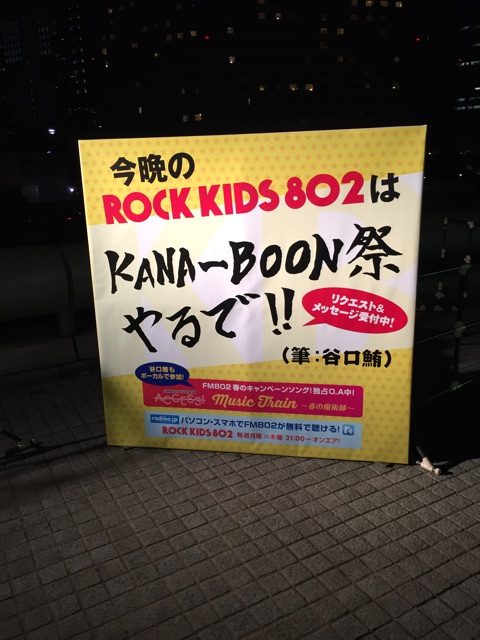 今晩の
ROCK KIDS 802は
KANA-BOON祭
やるで!!
リクエスト&
メッセージ受付中!
(筆:谷口鮪)
谷口鮪も
ボーカルで参加!
ACCESS!
FM802 春のキャンペーンソング!独占O.A中!
Music Train ～春の魔術師～
radiko.jp パソコン・スマホでFM802が無料で聴ける!
ROCK KIDS 802 毎週月曜≫木曜 21:00~オンエア!